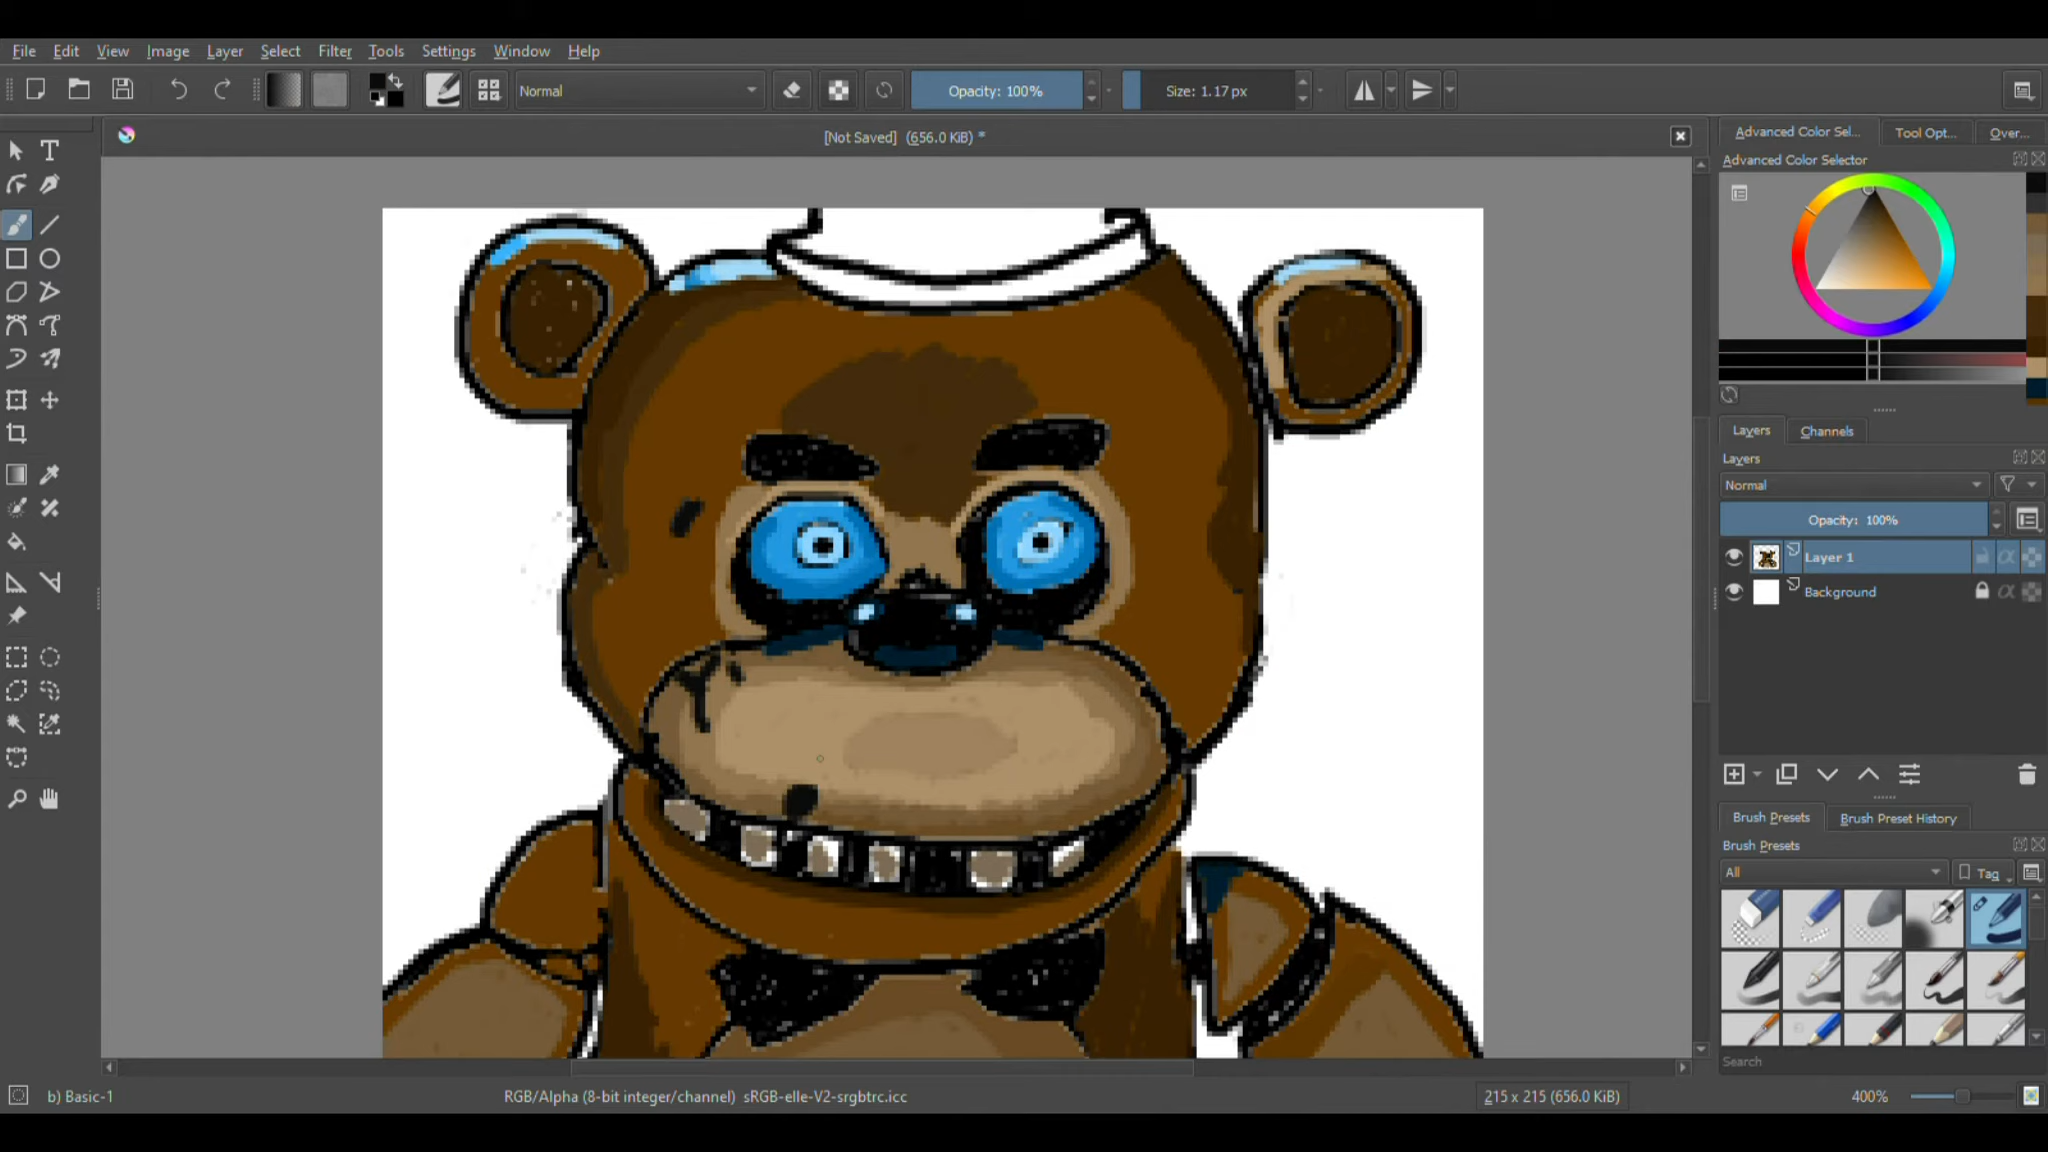 File Edit View Image Layer Select Filter Tools Settings Window Help
Normal Opacity: 100% Size: 1.17 px
[Not Saved] (656.0 KiB) *
Advanced Color Sel... Tool Opt... Over...
Advanced Color Selector
Layers Channels
Layers
Normal
Opacity: 100%
Layer 1
Background
Brush Presets Brush Preset History
Brush Presets
All Tag
Search
b) Basic-1 RGB/Alpha (8-bit integer/channel) sRGB-elle-V2-srgbtrc.icc 215 x 215 (656.0 KiB) 400%